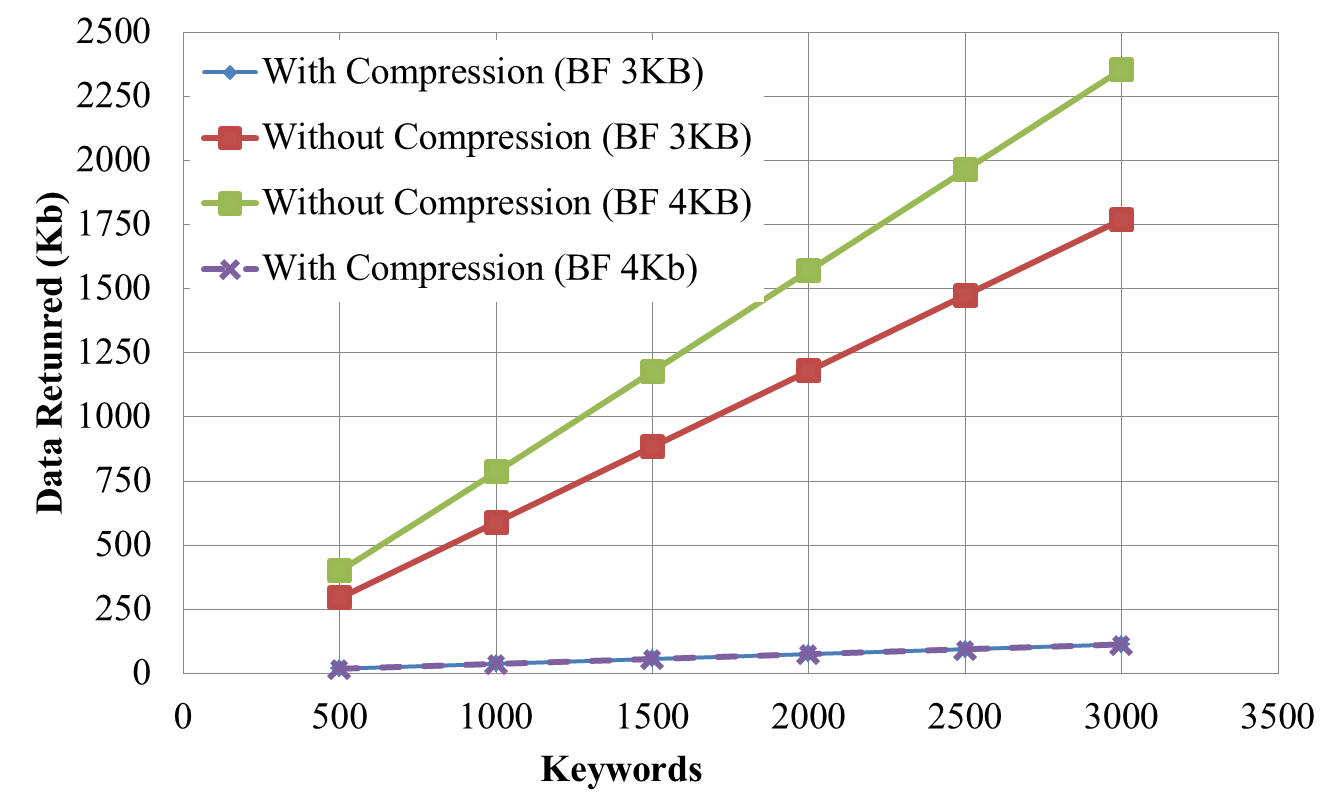 2500
2250
2000
1750
1500
1250
1000
750
500
250
0
Data Retunred (Kb)
With Compression (BF 3KB)
Without Compression (BF 3KB)
Without Compression (BF 4KB)
With Compression (BF 4Kb)
0 500 1000 1500 2000 2500 3000 3500
Keywords